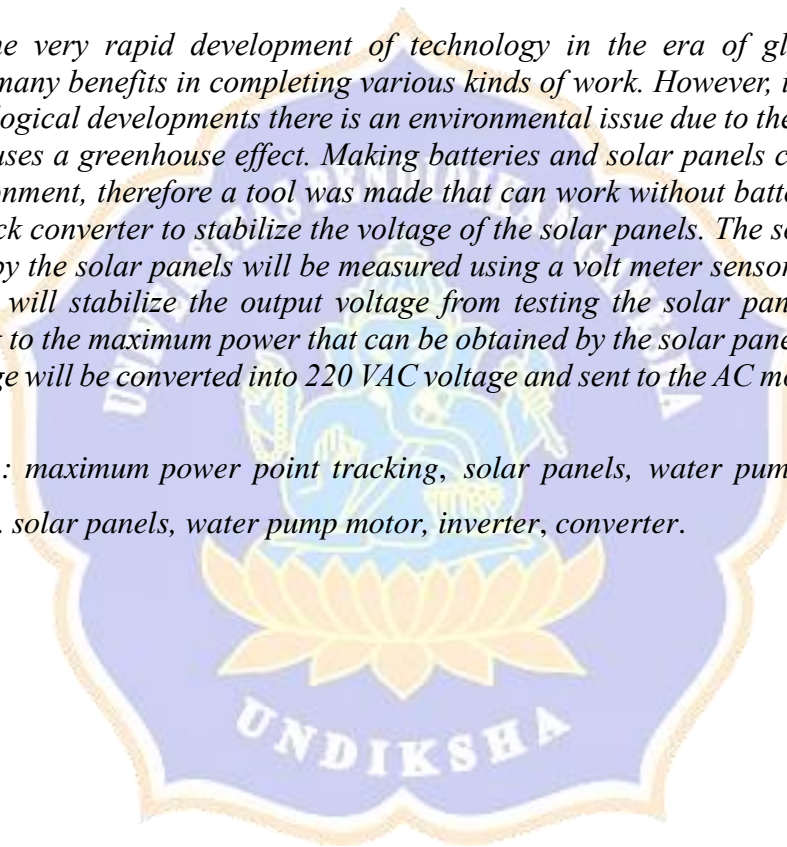 he very rapid development of technology in the era of gl
many benefits in completing various kinds of work. However, i
logical developments there is an environmental issue due to the
uses a greenhouse effect. Making batteries and solar panels c
onment, therefore a tool was made that can work without batte
ck converter to stabilize the voltage of the solar panels. The so
by the solar panels will be measured using a volt meter sensor
will stabilize the output voltage from testing the solar pan
t to the maximum power that can be obtained by the solar pane
ge will be converted into 220 VAC voltage and sent to the AC mo
: maximum power point tracking, solar panels, water pum
. solar panels, water pump motor, inverter, converter.
UNIVERSITAS PENDIDIKAN GANESHA
UNDIKSHA